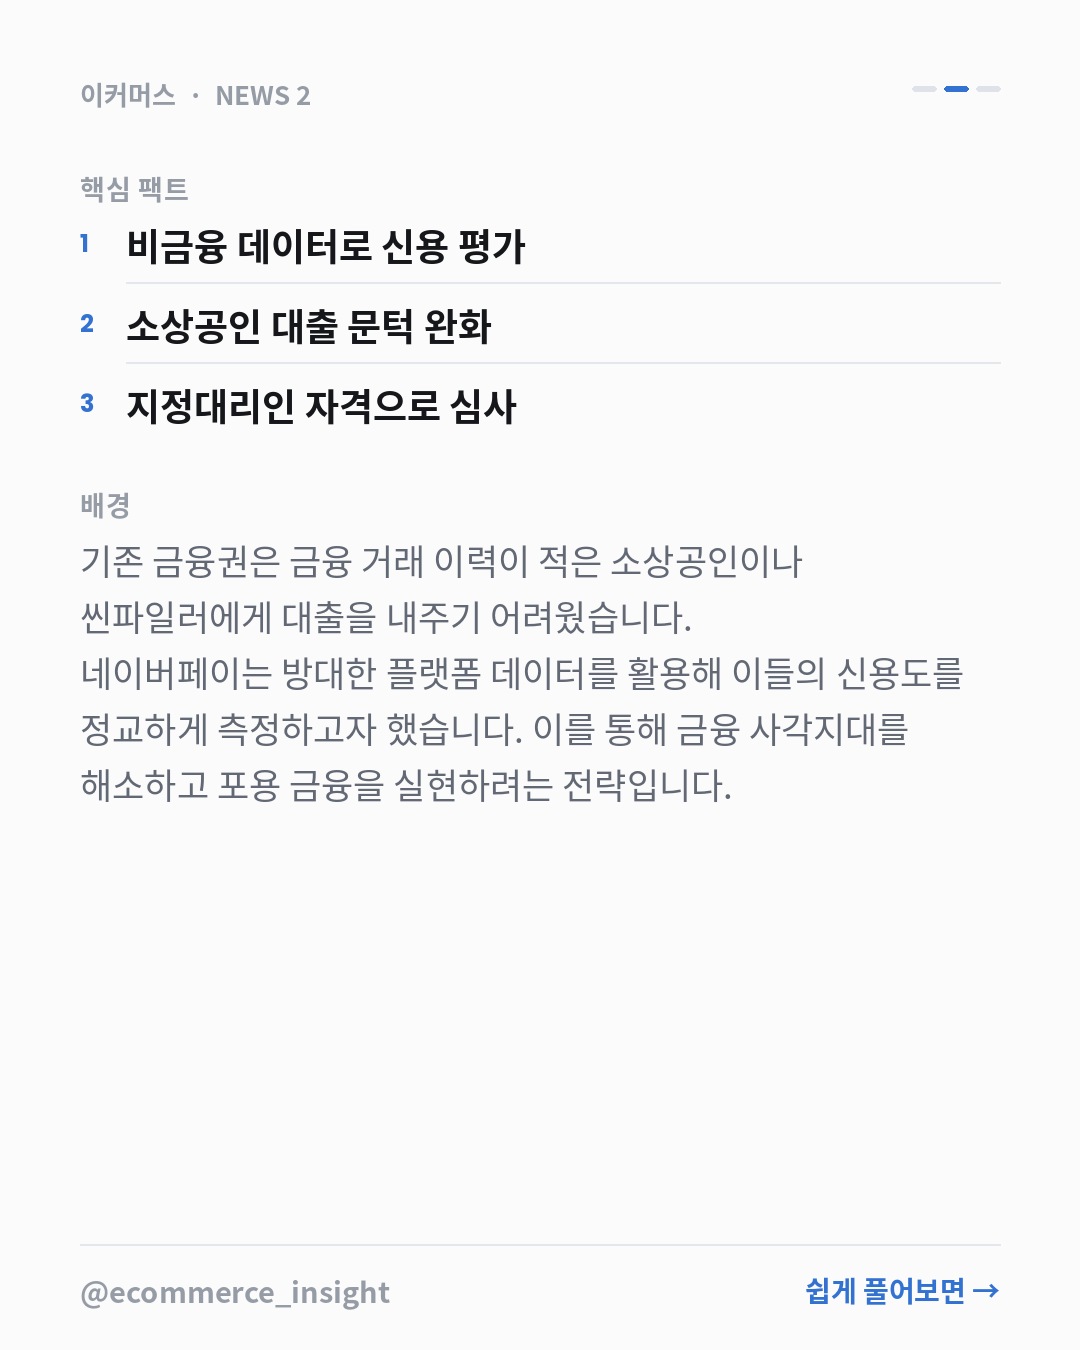 이커머스 · NEWS 2
핵심 팩트
1 비금융 데이터로 신용 평가
2 소상공인 대출 문턱 완화
3 지정대리인 자격으로 심사
배경
기존 금융권은 금융 거래 이력이 적은 소상공인이나
씬파일러에게 대출을 내주기 어려웠습니다.
네이버페이는 방대한 플랫폼 데이터를 활용해 이들의 신용도를
정교하게 측정하고자 했습니다. 이를 통해 금융 사각지대를
해소하고 포용 금융을 실현하려는 전략입니다.
@ecommerce_insight
쉽게 풀어보면 →